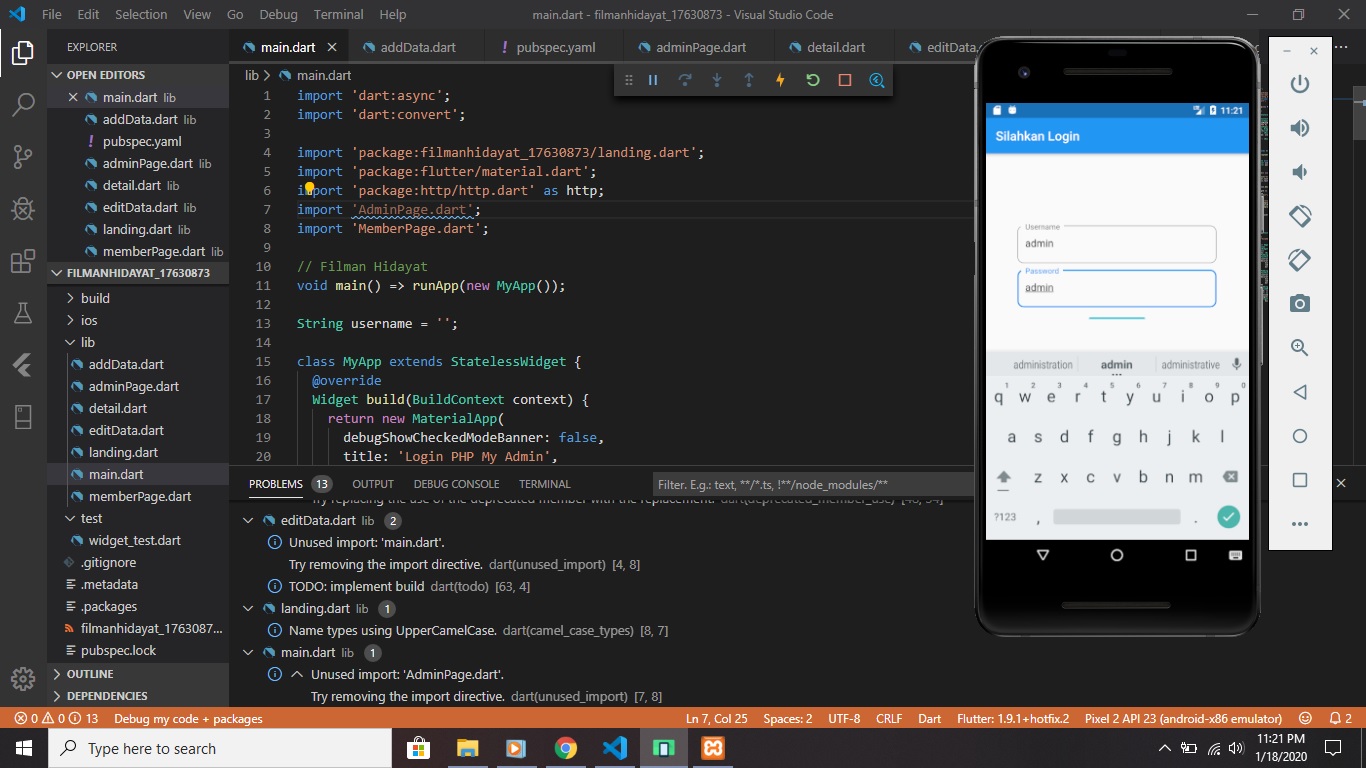 File Edit Selection View Go Debug Terminal Help
main.dart - filmanhidayat_17630873 - Visual Studio Code
EXPLORER
OPEN EDITORS
main.dart lib
addData.dart lib
pubspec.yaml
adminPage.dart lib
detail.dart lib
editData.dart lib
landing.dart lib
memberPage.dart lib
FILMANHIDAYAT_17630873
build
ios
lib
addData.dart
adminPage.dart
detail.dart
editData.dart
landing.dart
main.dart
memberPage.dart
test
widget_test.dart
.gitignore
.metadata
.packages
filmanhidayat_1763087...
pubspec.lock
OUTLINE
DEPENDENCIES
main.dart addData.dart pubspec.yaml adminPage.dart detail.dart editData.
lib main.dart
1 import 'dart:async';
2 import 'dart:convert';
3
4 import 'package:filmanhidayat_17630873/landing.dart';
5 import 'package:flutter/material.dart';
6 import 'package:http/http.dart' as http;
7 import 'AdminPage.dart';
8 import 'MemberPage.dart';
9
10 // Filman Hidayat
11 void main() => runApp(new MyApp());
12
13 String username = '';
14
15 class MyApp extends StatelessWidget {
16 @override
17 Widget build(BuildContext context) {
18 return new MaterialApp(
19 debugShowCheckedModeBanner: false,
20 title: 'Login PHP My Admin',
PROBLEMS 13 OUTPUT DEBUG CONSOLE TERMINAL
Filter. E.g.: text, **/*.ts, !**/node_modules/**
Try replacing the use of the deprecated member with the replacement. dart(deprecated_member_use)
editData.dart lib 2
Unused import: 'main.dart'.
Try removing the import directive. dart(unused_import) [4, 8]
TODO: implement build dart(todo) [63, 4]
landing.dart lib 1
Name types using UpperCamelCase. dart(camel_case_types) [8, 7]
main.dart lib 1
Unused import: 'AdminPage.dart'.
Try removing the import directive. dart(unused_import) [7, 8]
11:21
Silahkan Login
Username
admin
Password
admin
administration admin administrative
1 2 3 4 5 6 7 8 9 0
q w e r t y u i o p
a s d f g h j k l
z x c v b n m
?123 , .
0 0 13 Debug my code + packages
Ln 7, Col 25 Spaces: 2 UTF-8 CRLF Dart Flutter: 1.9.1+hotfix.2 Pixel 2 API 23 (android-x86 emulator) 2
Type here to search
11:21 PM
1/18/2020